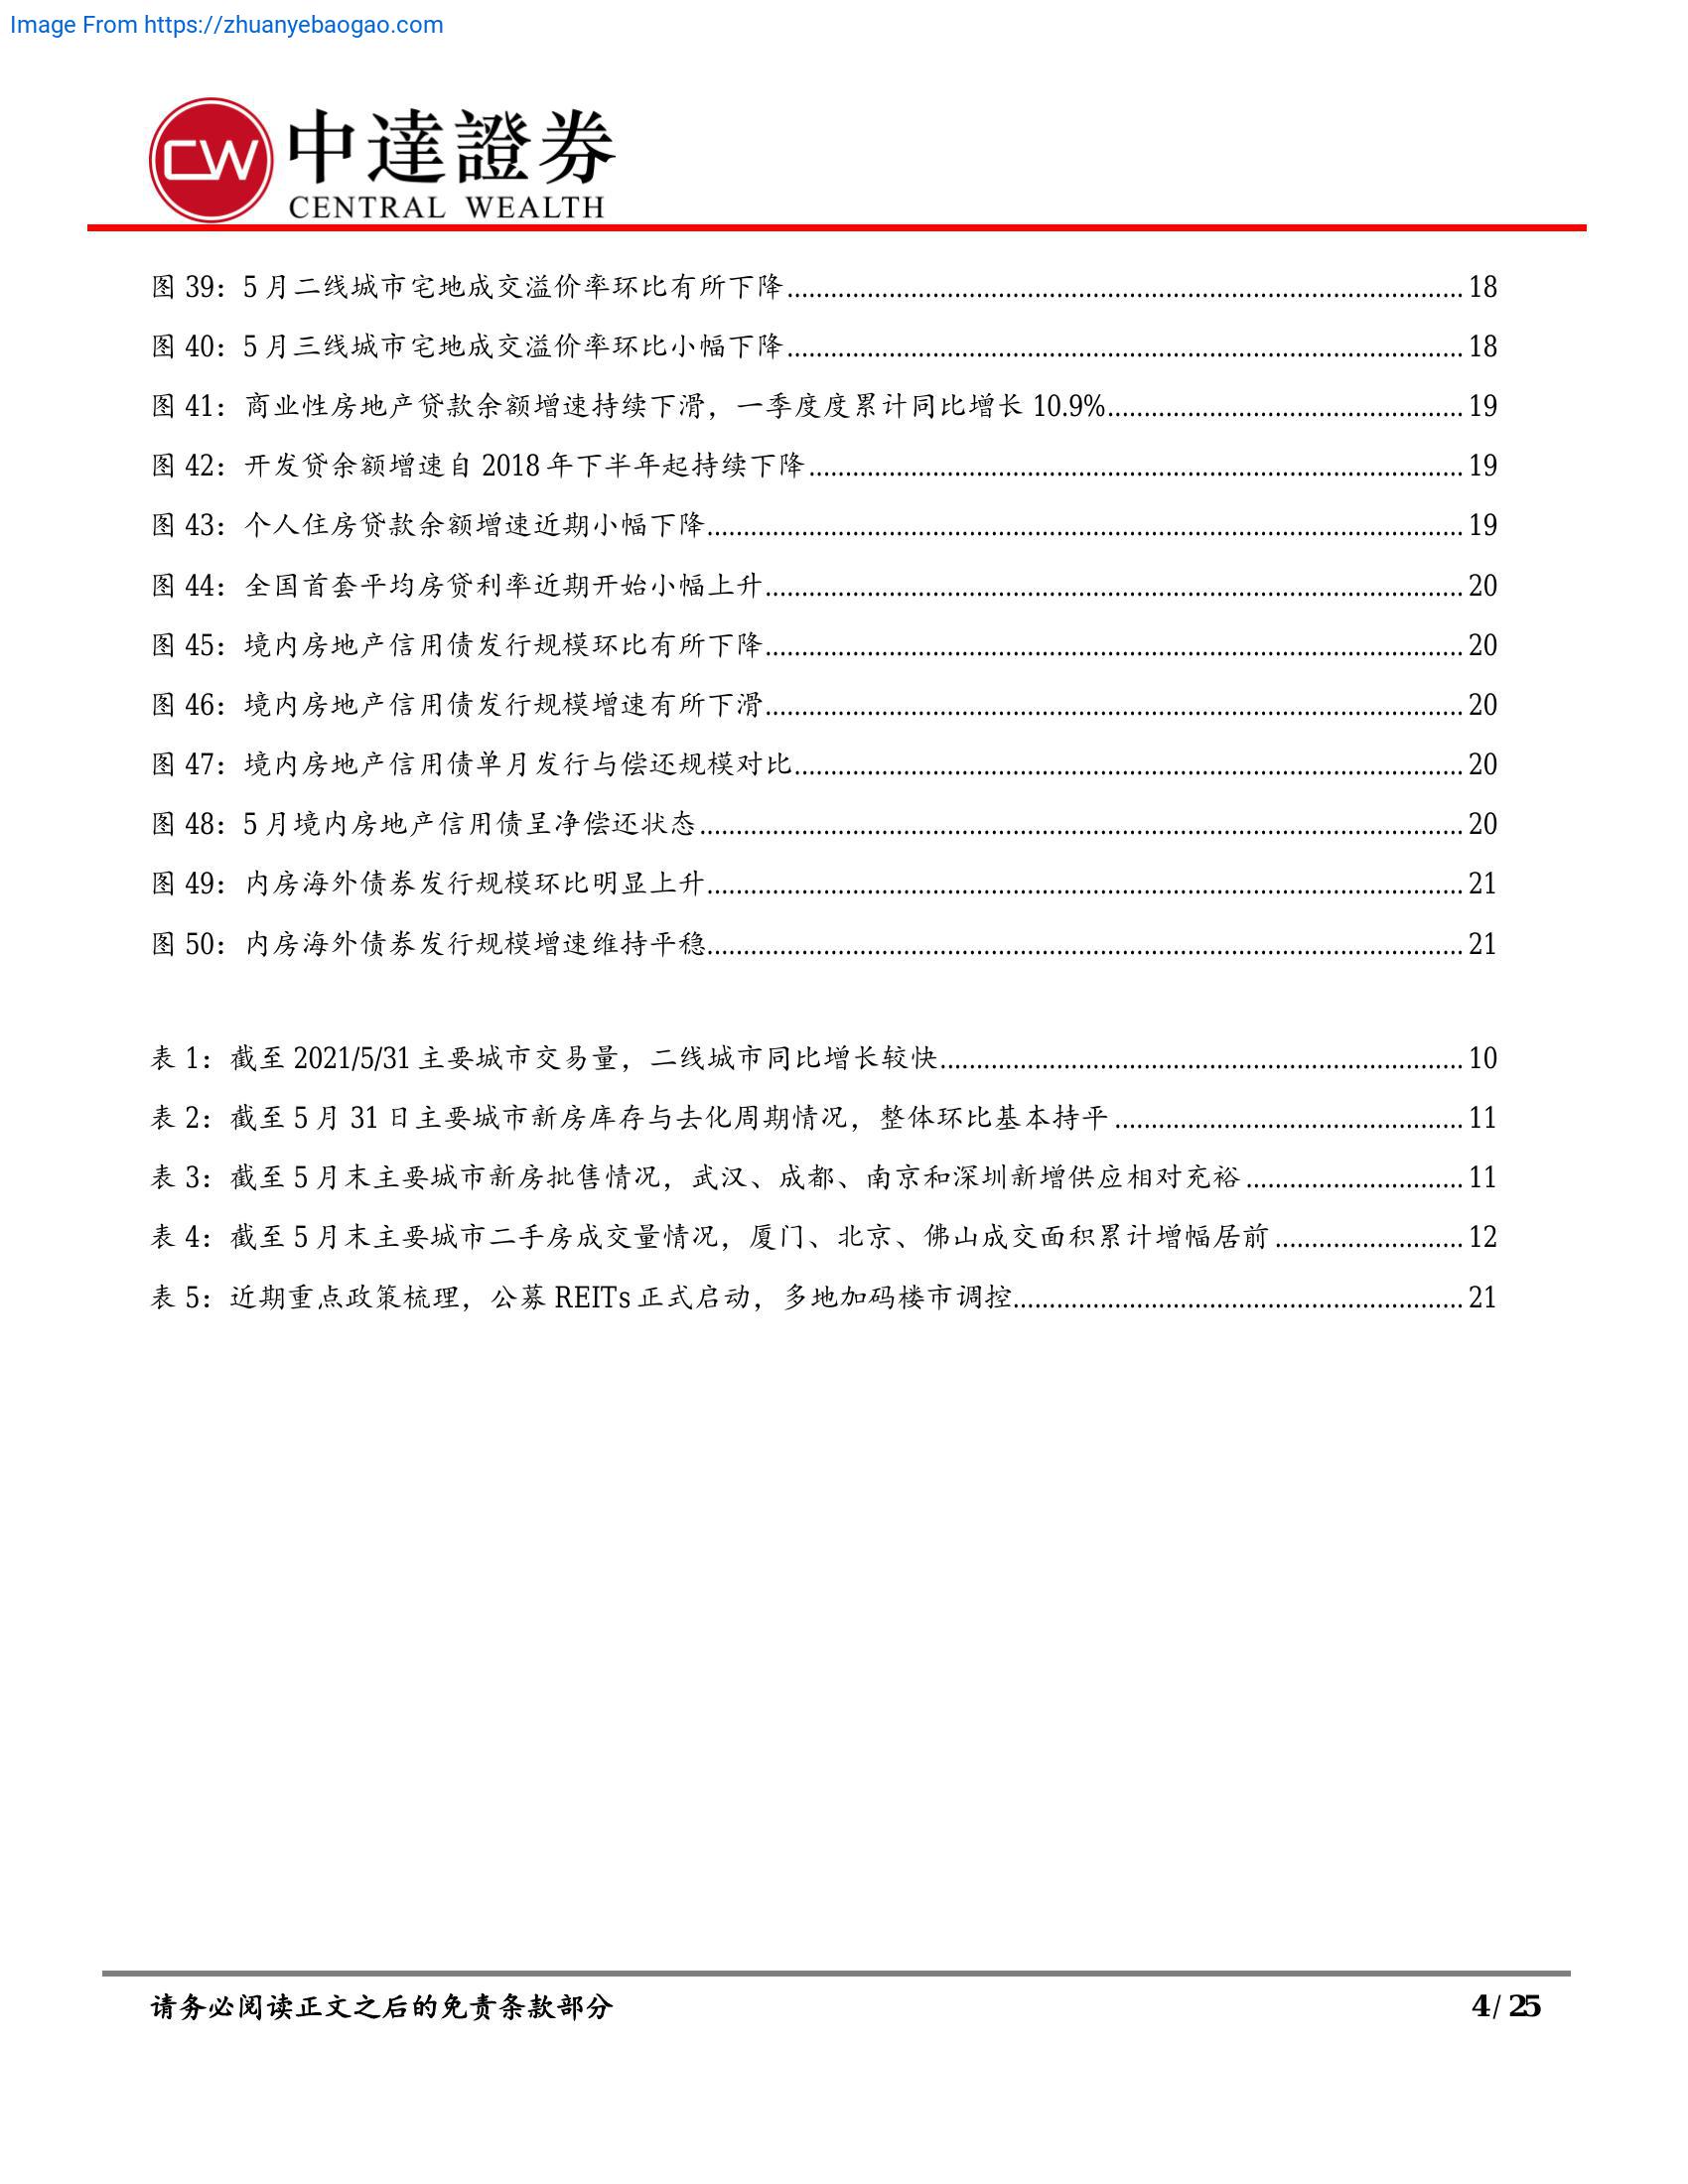 Image From https://zhuanyebaogao.com
CW
中達證券
CENTRAL WEALTH
图 39：5 月二线城市宅地成交溢价率环比有所下降 18
图 40：5 月三线城市宅地成交溢价率环比小幅下降 18
图 41：商业性房地产贷款余额增速持续下滑，一季度度累计同比增长 10.9% 19
图 42：开发贷余额增速自 2018 年下半年起持续下降 19
图 43：个人住房贷款余额增速近期小幅下降 19
图 44：全国首套平均房贷利率近期开始小幅上升 20
图 45：境内房地产信用债发行规模环比有所下降 20
图 46：境内房地产信用债发行规模增速有所下滑 20
图 47：境内房地产信用债单月发行与偿还规模对比 20
图 48：5 月境内房地产信用债呈净偿还状态 20
图 49：内房海外债券发行规模环比明显上升 21
图 50：内房海外债券发行规模增速维持平稳 21
表 1：截至 2021/5/31 主要城市交易量，二线城市同比增长较快 10
表 2：截至 5 月 31 日主要城市新房库存与去化周期情况，整体环比基本持平 11
表 3：截至 5 月末主要城市新房批售情况，武汉、成都、南京和深圳新增供应相对充裕 11
表 4：截至 5 月末主要城市二手房成交量情况，厦门、北京、佛山成交面积累计增幅居前 12
表 5：近期重点政策梳理，公募 REITs 正式启动，多地加码楼市调控 21
请务必阅读正文之后的免责条款部分 4 / 25